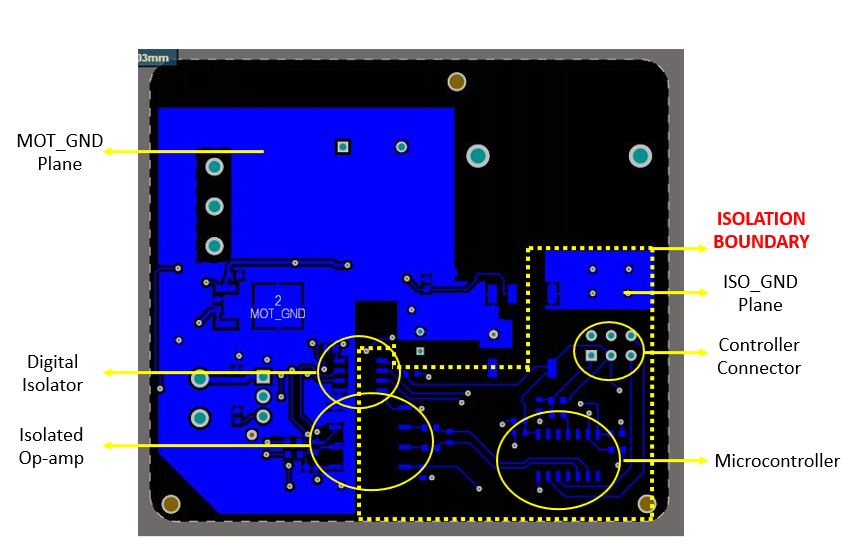 03mm
MOT_GND
Plane
ISOLATION
BOUNDARY
ISO_GND
Plane
2
MOT_GND
Controller
Connector
Digital
Isolator
Isolated
Op-amp
Microcontroller